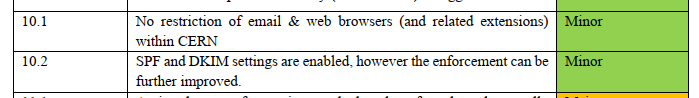 10.1 No restriction of email & web browsers (and related extensions) Minor
within CERN
10.2 SPF and DKIM settings are enabled, however the enforcement can be Minor
further improved.